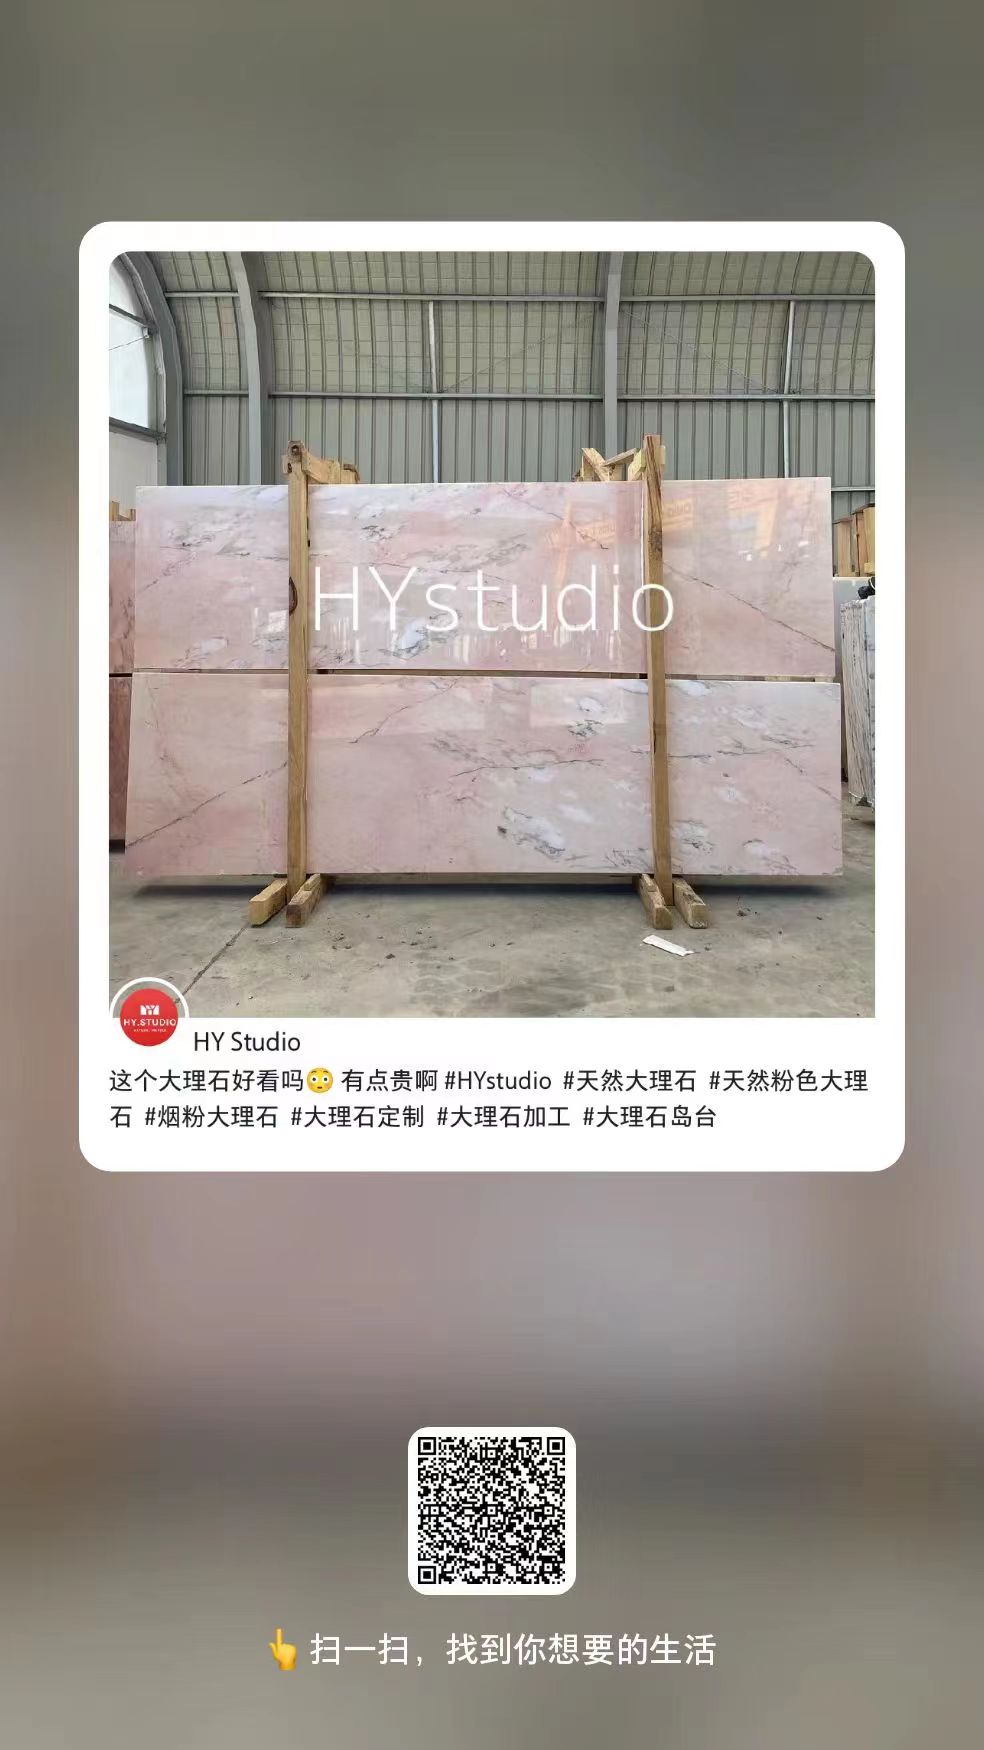 HYstudio
HY.STUDIO
HY Studio
这个大理石好看吗😳 有点贵啊 #HYstudio #天然大理石 #天然粉色大理
石 #烟粉大理石 #大理石定制 #大理石加工 #大理石岛台
👆 扫一扫，找到你想要的生活